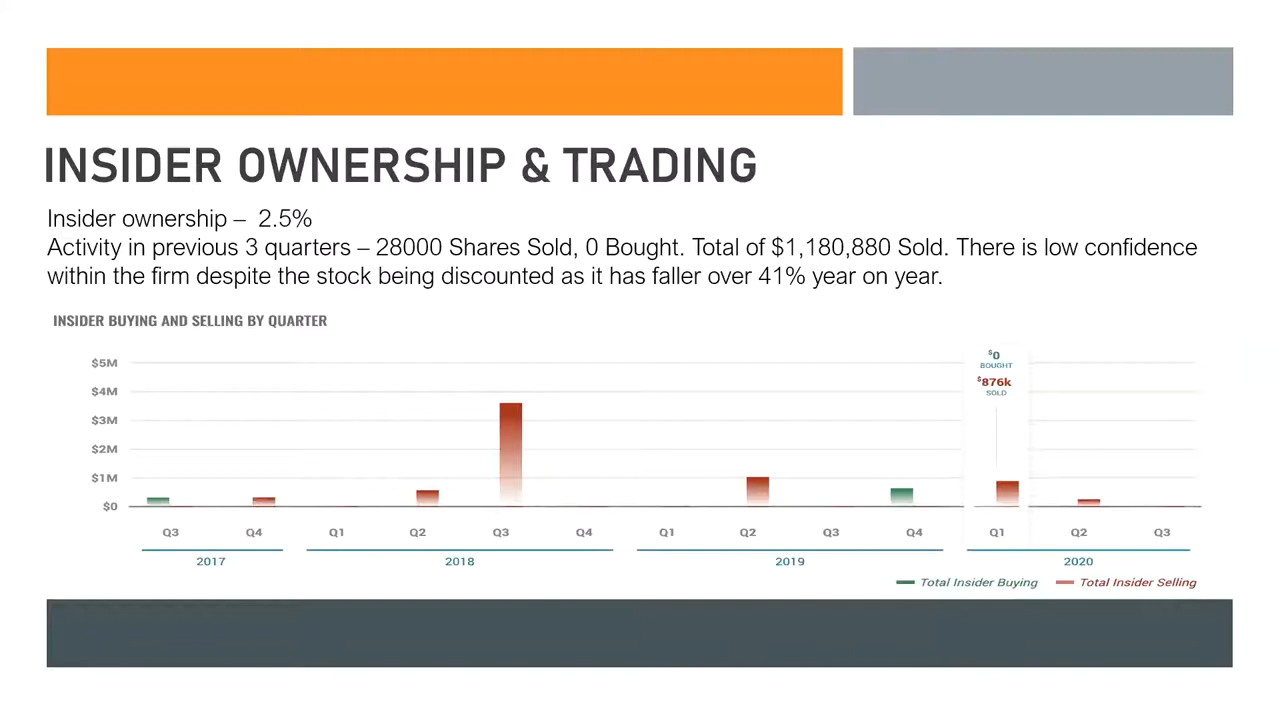 INSIDER OWNERSHIP & TRADING
Insider ownership – 2.5%
Activity in previous 3 quarters – 28000 Shares Sold, 0 Bought. Total of $1,180,880 Sold. There is low confidence
within the firm despite the stock being discounted as it has faller over 41% year on year.
INSIDER BUYING AND SELLING BY QUARTER
$0
BOUGHT
$876k
SOLD
$5M
$4M
$3M
$2M
$1M
$0
Q3 Q4 Q1 Q2 Q3 Q4 Q1 Q2 Q3 Q4 Q1 Q2 Q3
2017 2018 2019 2020
Total Insider Buying Total Insider Selling